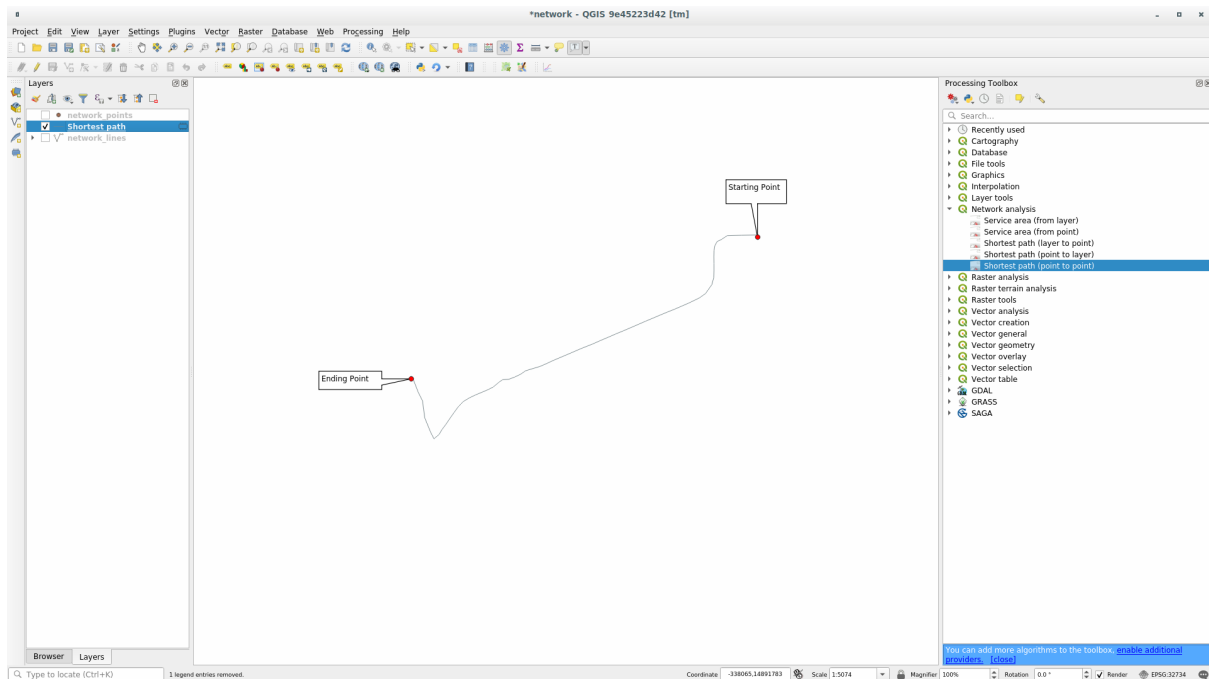 *network - QGIS 9e45223d42 [tm]
Project Edit View Layer Settings Plugins Vector Raster Database Web Processing Help
Layers
network_points
Shortest path
network_lines
Starting Point
Ending Point
Processing Toolbox
Search...
Recently used
Cartography
Database
File tools
Graphics
Interpolation
Layer tools
Network analysis
Service area (from layer)
Service area (from point)
Shortest path (layer to point)
Shortest path (point to layer)
Shortest path (point to point)
Raster analysis
Raster terrain analysis
Raster tools
Vector analysis
Vector creation
Vector general
Vector geometry
Vector overlay
Vector selection
Vector table
GDAL
GRASS
SAGA
You can add more algorithms to the toolbox, enable additional
providers. [close]
Browser Layers
Type to locate (Ctrl+K) 1 legend entries removed. Coordinate -338065,14891783 Scale 1:5074 Magnifier 100% Rotation 0.0 ° Render EPSG:32734